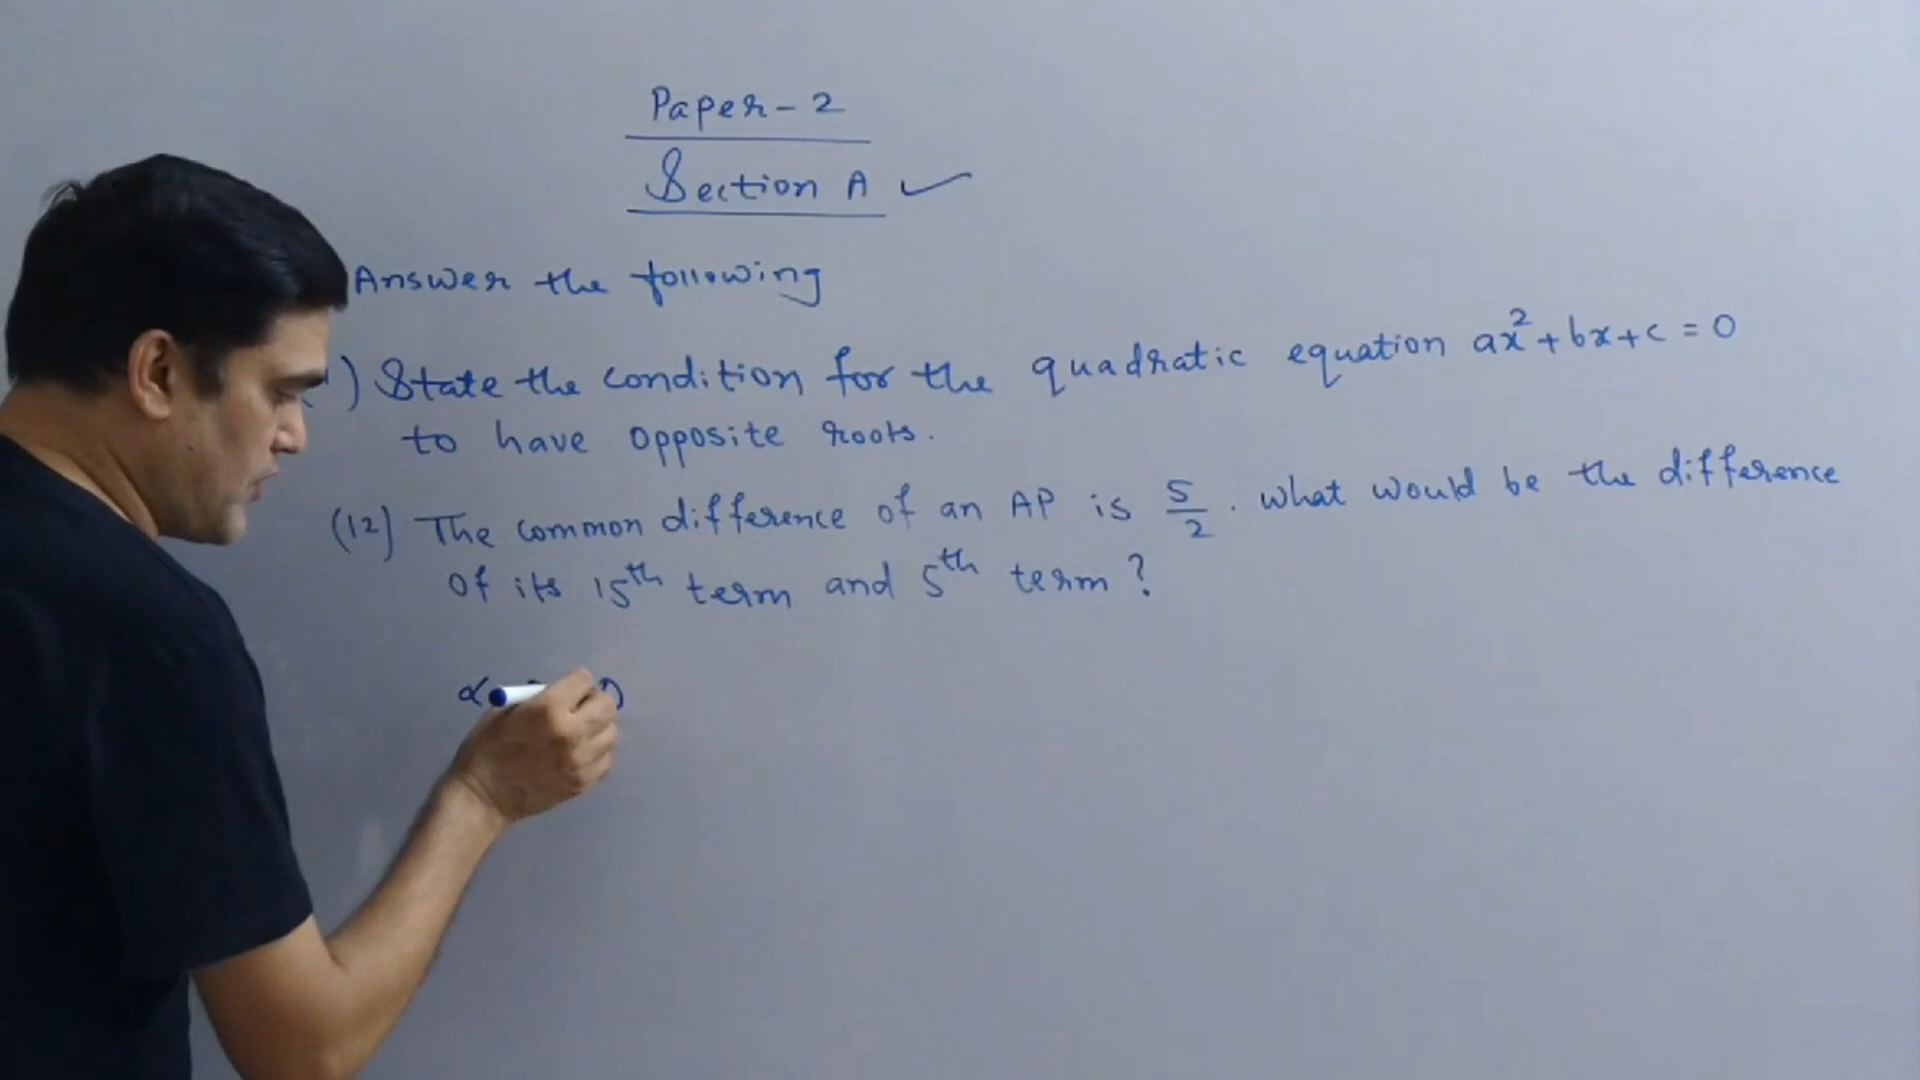 Paper-2
Section A ✓
Answer the following
) State the condition for the quadratic equation ax²+bx+c=0
to have opposite roots.
(12) The common difference of an AP is 5/2. what would be the difference
of its 15th term and 5th term?
α